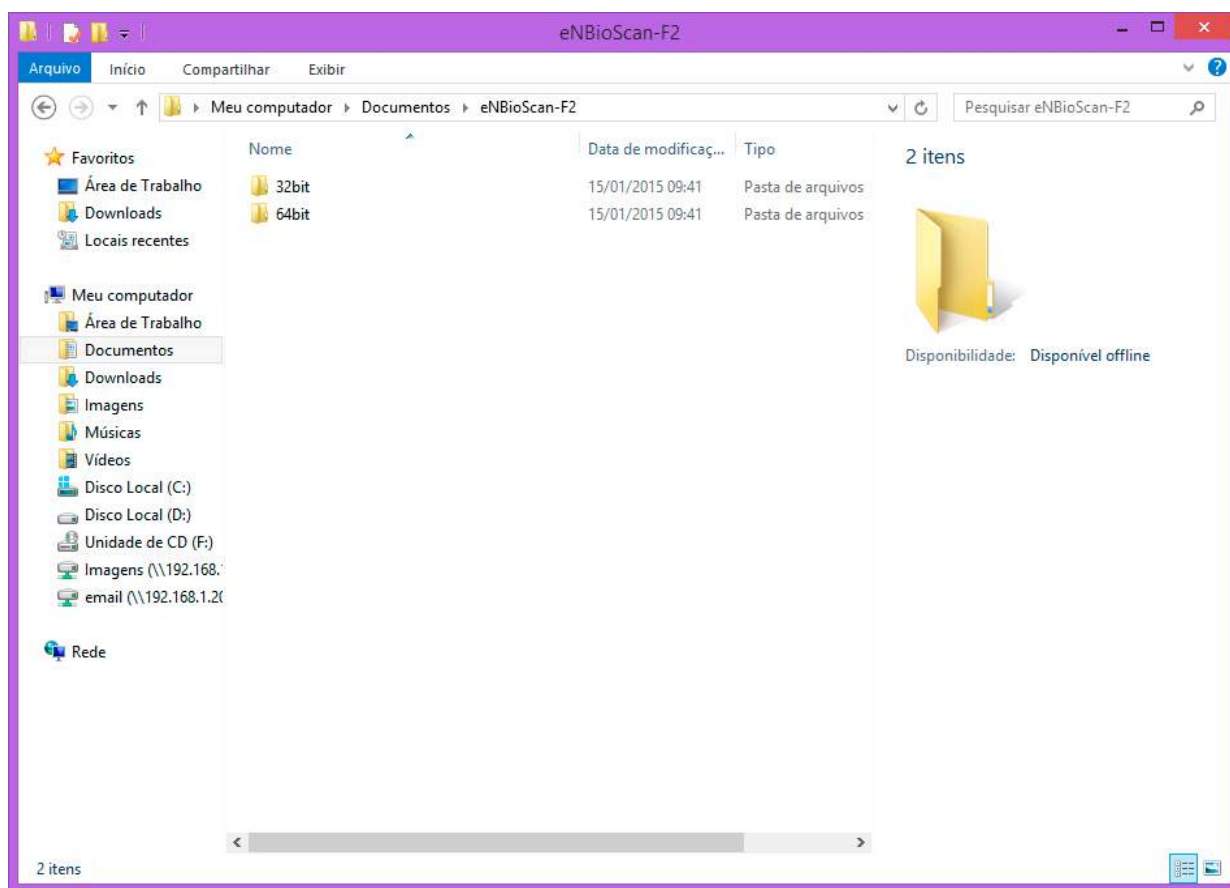 eNBioScan-F2
Arquivo Início Compartilhar Exibir
Meu computador Documentos eNBioScan-F2
Pesquisar eNBioScan-F2
Favoritos
Área de Trabalho
Downloads
Locais recentes
Meu computador
Área de Trabalho
Documentos
Downloads
Imagens
Músicas
Vídeos
Disco Local (C:)
Disco Local (D:)
Unidade de CD (F:)
Imagens (\\192.168.
email (\\192.168.1.20
Rede
Nome Data de modificaç... Tipo
32bit 15/01/2015 09:41 Pasta de arquivos
64bit 15/01/2015 09:41 Pasta de arquivos
2 itens
Disponibilidade: Disponível offline
2 itens